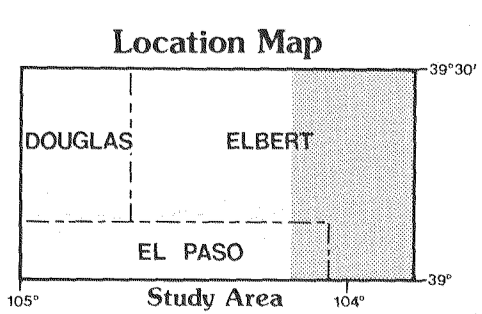 Location Map
39°30'
DOUGLAS ELBERT
EL PASO
39°
105° Study Area 104°